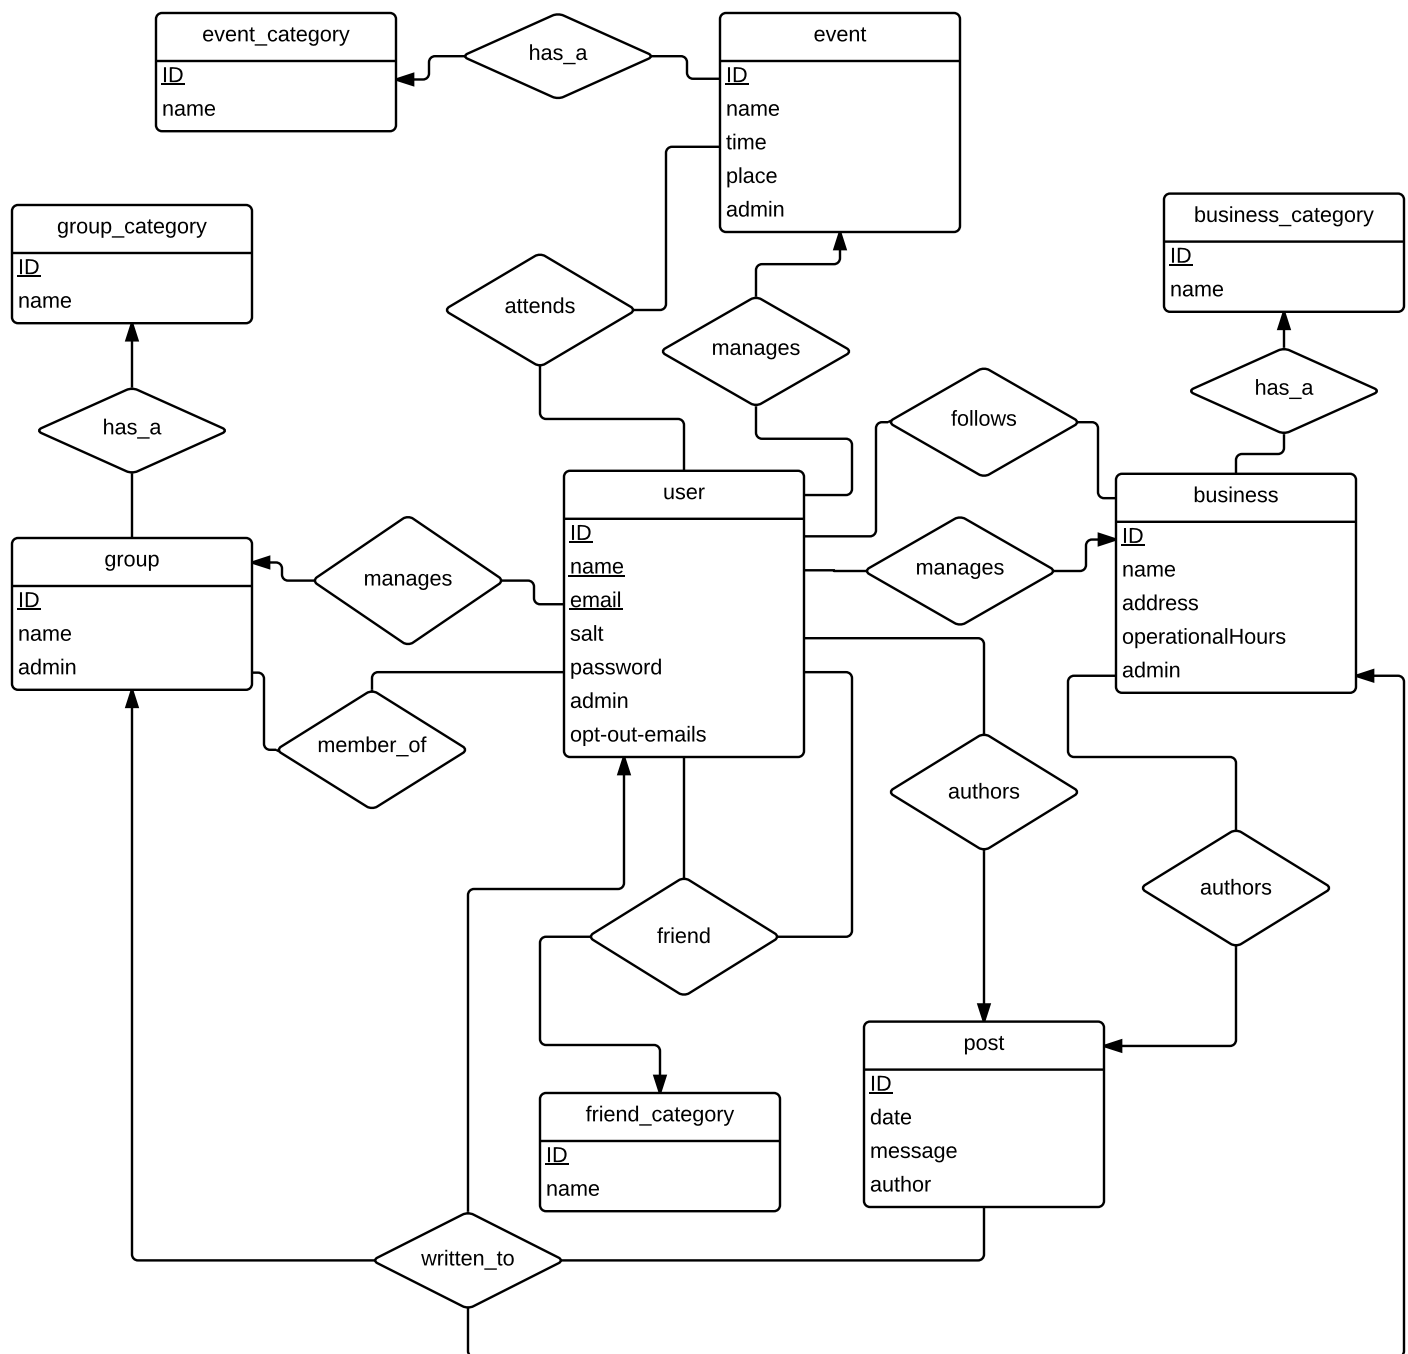 event_category
ID
name
has_a
event
ID
name
time
place
admin
group_category
ID
name
business_category
ID
name
attends
manages
has_a
follows
has_a
group
ID
name
admin
manages
user
ID
name
email
salt
password
admin
opt-out-emails
manages
business
ID
name
address
operationalHours
admin
member_of
authors
authors
friend
post
ID
date
message
author
friend_category
ID
name
written_to